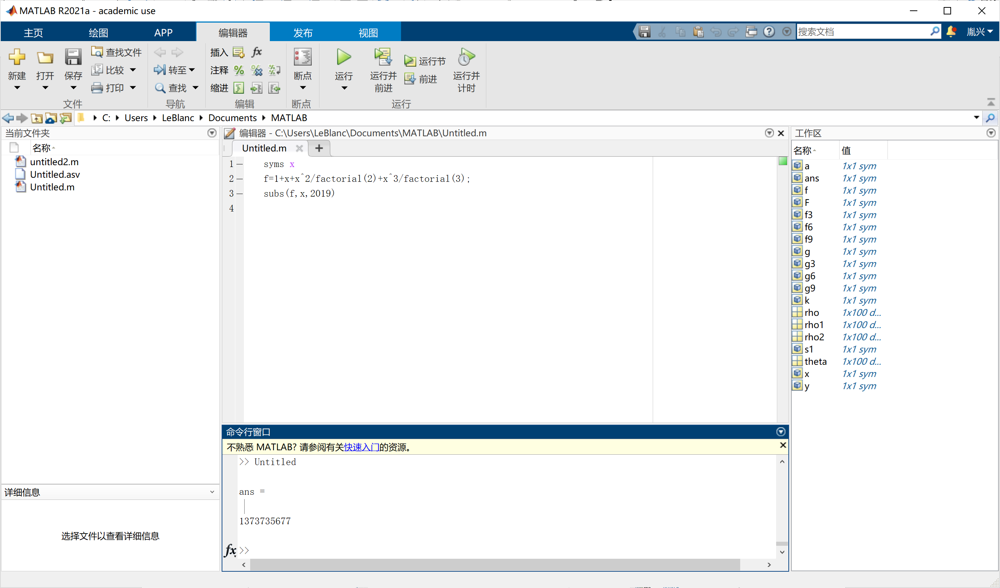 MATLAB R2021a - academic use
主页 绘图 APP 编辑器 发布 视图 搜索文档 胤兴
新建 打开 保存 查找文件 比较 打印 文件
转至 查找 导航
插入 fx 注释 缩进 编辑
断点 断点
运行 运行并前进 运行节 前进 运行并计时 运行
C: Users LeBlanc Documents MATLAB
当前文件夹
名称
untitled2.m
Untitled.asv
Untitled.m
详细信息
选择文件以查看详细信息
编辑器 - C:\Users\LeBlanc\Documents\MATLAB\Untitled.m
Untitled.m
1 syms x
2 f=1+x+x^2/factorial(2)+x^3/factorial(3);
3 subs(f,x,2019)
4
命令行窗口
不熟悉 MATLAB? 请参阅有关快速入门的资源。
>> Untitled
ans =
1373735677
fx >>
工作区
名称 值
a 1x1 sym
ans 1x1 sym
f 1x1 sym
F 1x1 sym
f3 1x1 sym
f6 1x1 sym
f9 1x1 sym
g 1x1 sym
g3 1x1 sym
g6 1x1 sym
g9 1x1 sym
k 1x1 sym
rho 1x100 d...
rho1 1x100 d...
rho2 1x100 d...
s1 1x1 sym
theta 1x100 d...
x 1x1 sym
y 1x1 sym